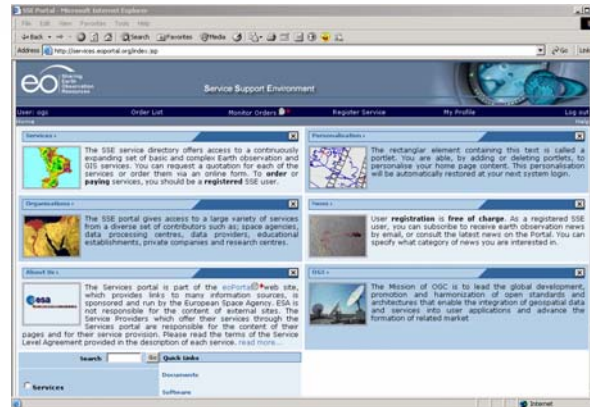 SSE Portal - Microsoft Internet Explorer
File Edit View Favorites Tools Help
Back Search Favorites Media
Address http://services.eoportal.org/index.jsp Go Link
eo Sharing Earth Observation Resources
Service Support Environment
User: ogc Order List Monitor Orders Register Service My Profile Log out
Home Help
Services
The SSE service directory offers access to a continuously
expanding set of basic and complex Earth observation and
GIS services. You can request a quotation for each of the
services or order them via an online form. To order or
paying services, you should be a registered SSE user.
Personalisation
The rectanglar element containing this text is called a
portlet. You are able, by adding or deleting portlets, to
personalise your home page content. This personalisation
will be automatically restored at your next system login.
Organisations
The SSE portal gives access to a large variety of services
from a diverse set of contributors such as; space agencies,
data processing centres, data providers, educational
establishments, private companies and research centres.
News
User registration is free of charge. As a registered SSE
user, you can subscribe to receive earth observation news
by email, or consult the latest news on the Portal. You can
specify what category of news you are interested in.
About Us
esa
The Services portal is part of the eoPortal web site,
which provides links to many information sources, is
sponsored and run by the European Space Agency. ESA is
not responsible for the content of external sites. The
Service Providers which offer their services through the
Services portal are responsible for the content of their
pages and for their service provision. Please read the terms of the Service
Level Agreement provided in the description of each service. read more...
OGC
The Mission of OGC is to lead the global development,
promotion and harmonization of open standards and
architectures that enable the integration of geospatial data
and services into user applications and advance the
formation of related market
Search Go Quick Links
Documents
Services
Software
Internet